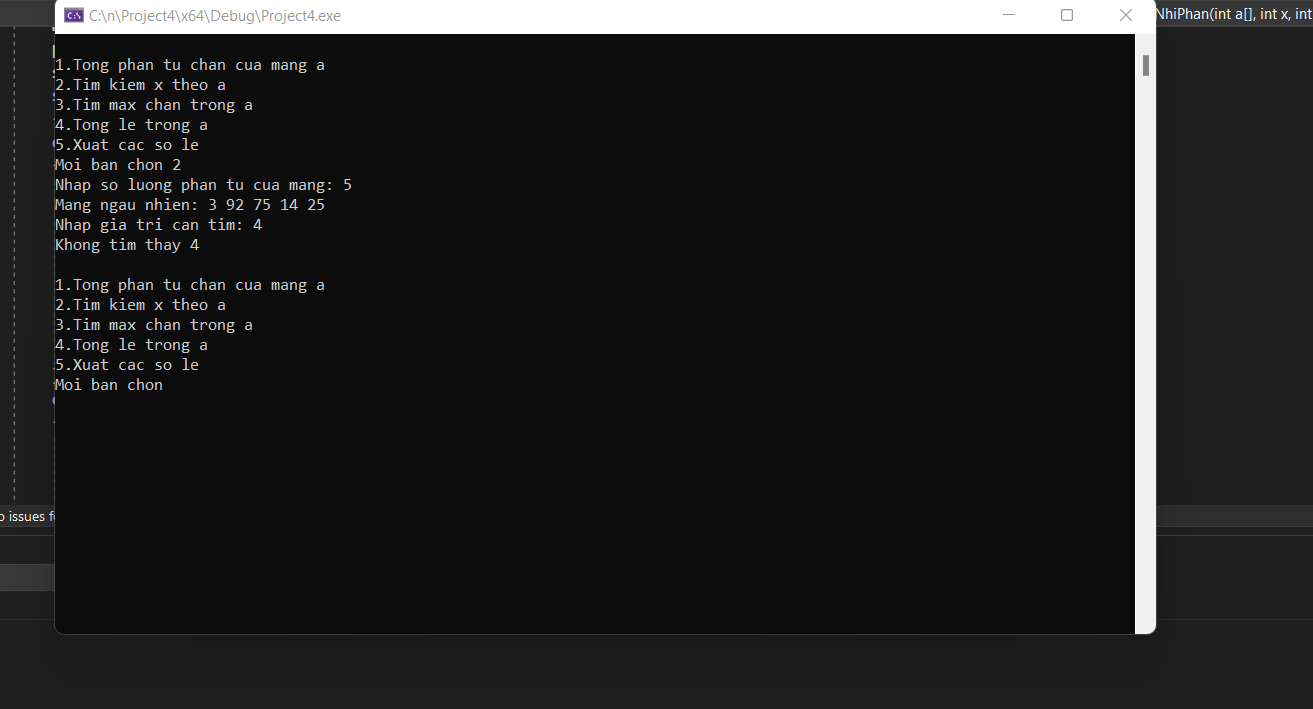 C:\n\Project4\x64\Debug\Project4.exe
NhiPhan(int a[], int x, int
1.Tong phan tu chan cua mang a
2.Tim kiem x theo a
3.Tim max chan trong a
4.Tong le trong a
5.Xuat cac so le
Moi ban chon 2
Nhap so luong phan tu cua mang: 5
Mang ngau nhien: 3 92 75 14 25
Nhap gia tri can tim: 4
Khong tim thay 4
1.Tong phan tu chan cua mang a
2.Tim kiem x theo a
3.Tim max chan trong a
4.Tong le trong a
5.Xuat cac so le
Moi ban chon
o issues f